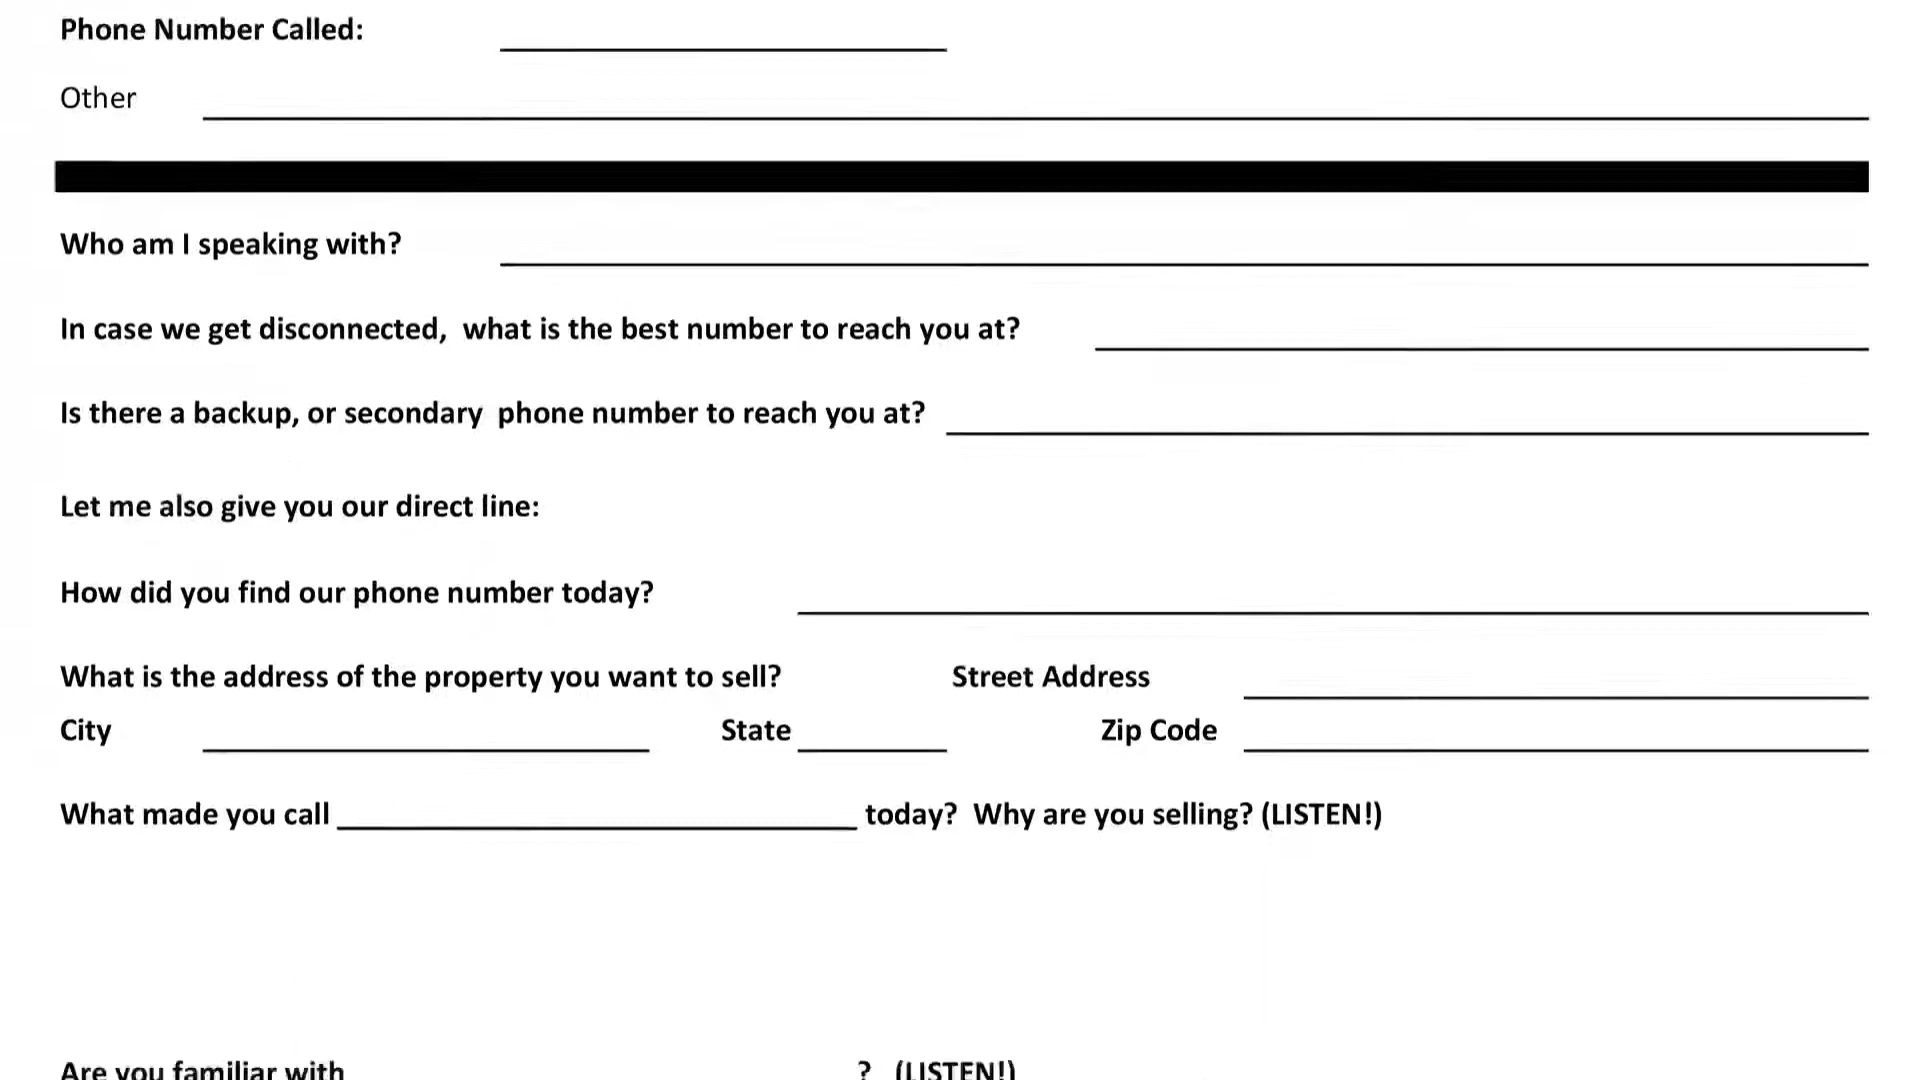 Phone Number Called:
Other
Who am I speaking with?
In case we get disconnected,  what is the best number to reach you at?
Is there a backup, or secondary  phone number to reach you at?
Let me also give you our direct line:
How did you find our phone number today?
What is the address of the property you want to sell? Street Address
City State Zip Code
What made you call ____________ today?  Why are you selling? (LISTEN!)
Are you familiar with ? (LISTEN!)